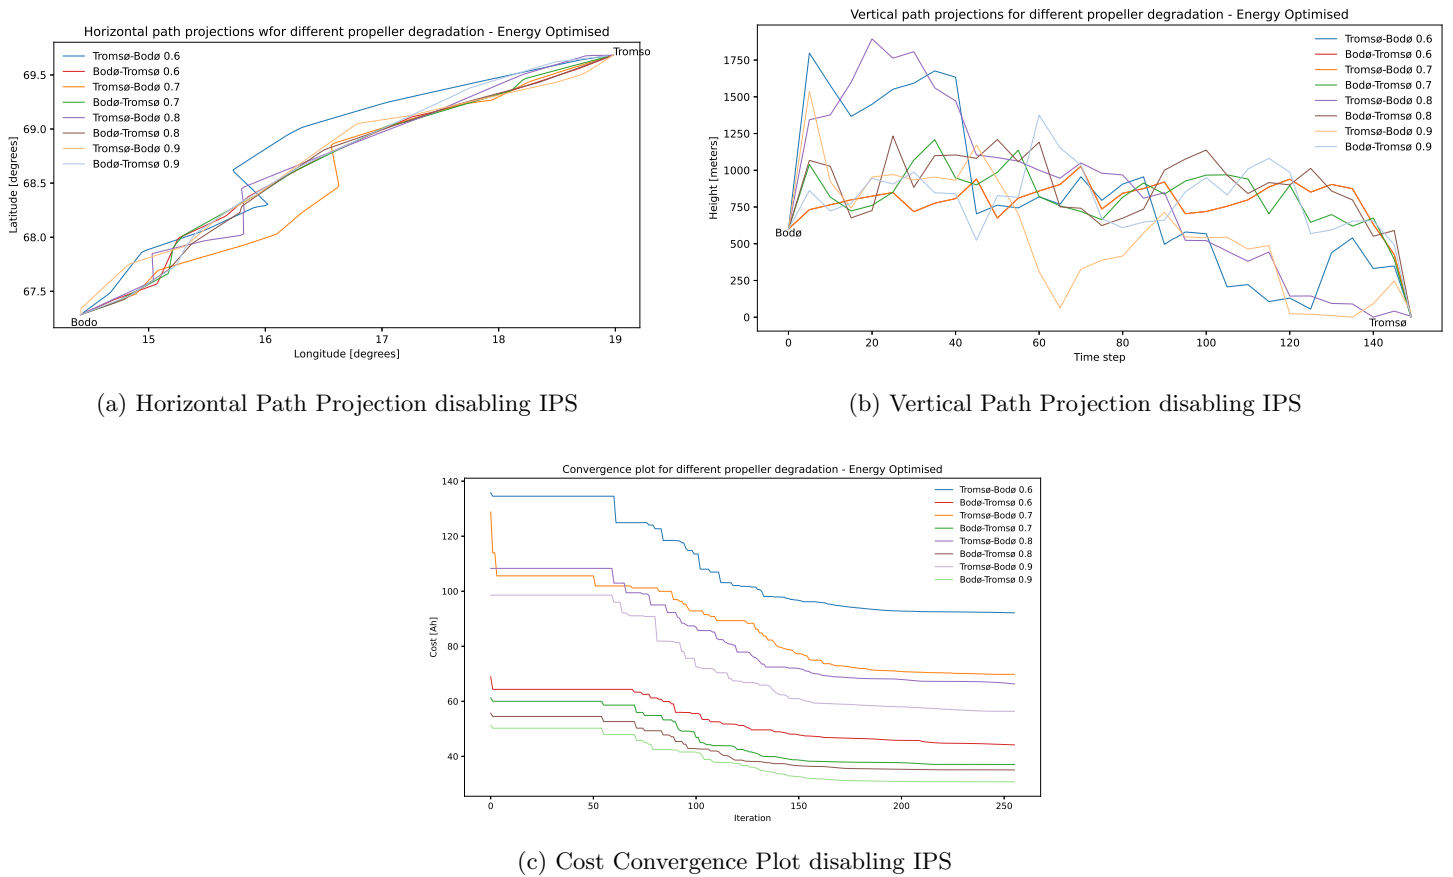 Horizontal path projections wfor different propeller degradation - Energy Optimised
Tromsø-Bodø 0.6
Bodø-Tromsø 0.6
Tromsø-Bodø 0.7
Bodø-Tromsø 0.7
Tromsø-Bodø 0.8
Bodø-Tromsø 0.8
Tromsø-Bodø 0.9
Bodø-Tromsø 0.9
Tromso
Bodo
69.5
69.0
68.5
68.0
67.5
Latitude [degrees]
15 16 17 18 19
Longitude [degrees]
(a) Horizontal Path Projection disabling IPS
Vertical path projections for different propeller degradation - Energy Optimised
Tromsø-Bodø 0.6
Bodø-Tromsø 0.6
Tromsø-Bodø 0.7
Bodø-Tromsø 0.7
Tromsø-Bodø 0.8
Bodø-Tromsø 0.8
Tromsø-Bodø 0.9
Bodø-Tromsø 0.9
Bodø
Tromsø
1750
1500
1250
1000
750
500
250
0
Height [meters]
0 20 40 60 80 100 120 140
Time step
(b) Vertical Path Projection disabling IPS
Convergence plot for different propeller degradation - Energy Optimised
Tromsø-Bodø 0.6
Bodø-Tromsø 0.6
Tromsø-Bodø 0.7
Bodø-Tromsø 0.7
Tromsø-Bodø 0.8
Bodø-Tromsø 0.8
Tromsø-Bodø 0.9
Bodø-Tromsø 0.9
140
120
100
80
60
40
Cost [Ah]
0 50 100 150 200 250
Iteration
(c) Cost Convergence Plot disabling IPS